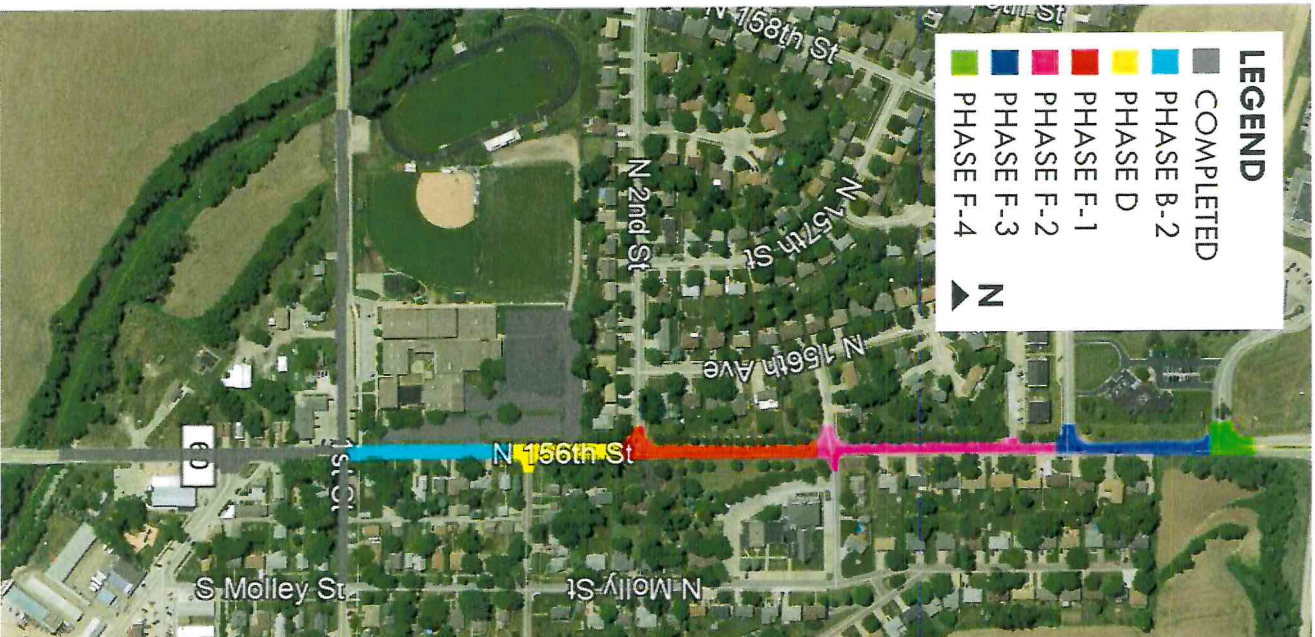 LEGEND
COMPLETED
PHASE B-2
PHASE D
PHASE F-1
PHASE F-2
PHASE F-3
PHASE F-4
N
N 158th St
N 157th St
N 2nd St
N 156th Ave
N 156th St
1st St
60
S Molley St
N Molly St